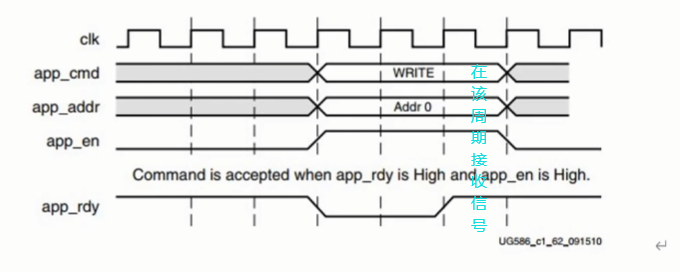 clk
app_cmd
WRITE
app_addr
Addr 0
app_en
Command is accepted when app_rdy is High and app_en is High.
app_rdy
UG586_c1_62_091510
在该周期接收信号